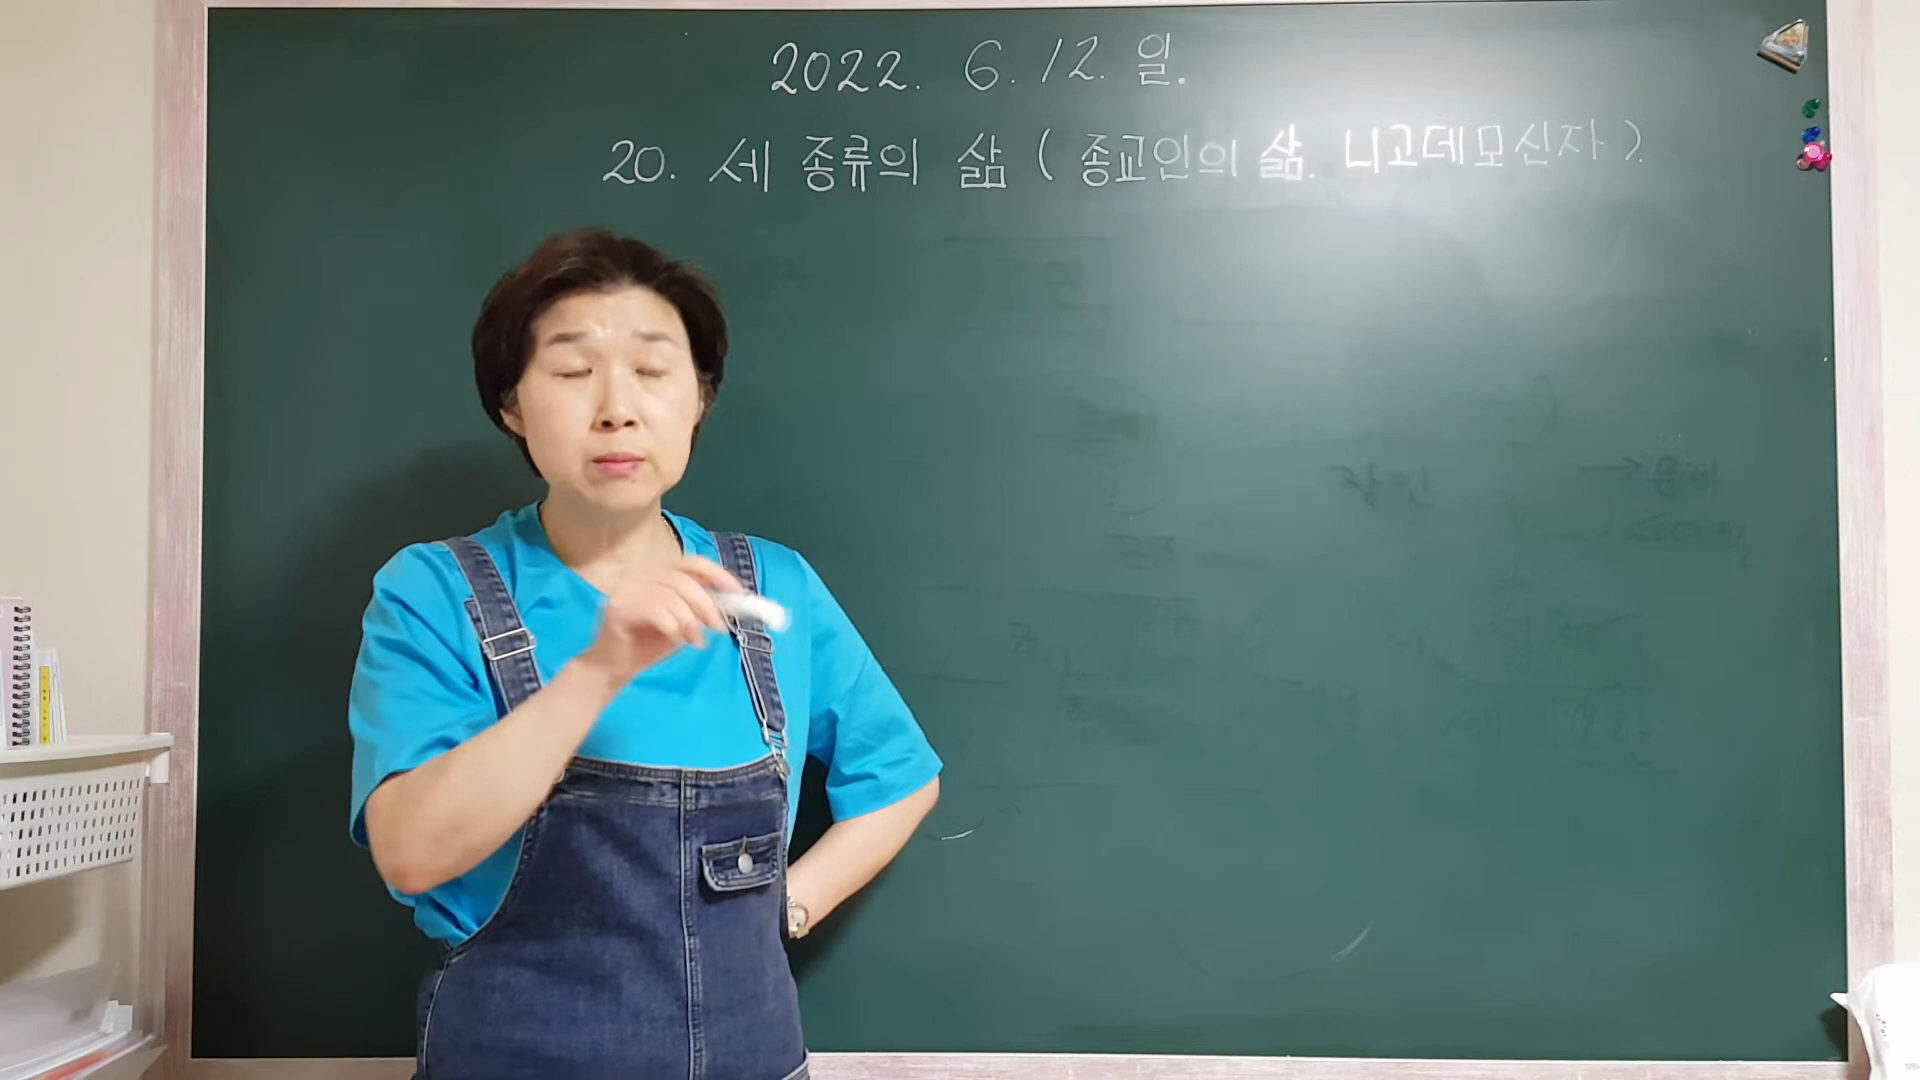 2022. 6. 12. 일.
20. 세 종류의 삶 ( 종교인의 삶. 니고데모신자 ).